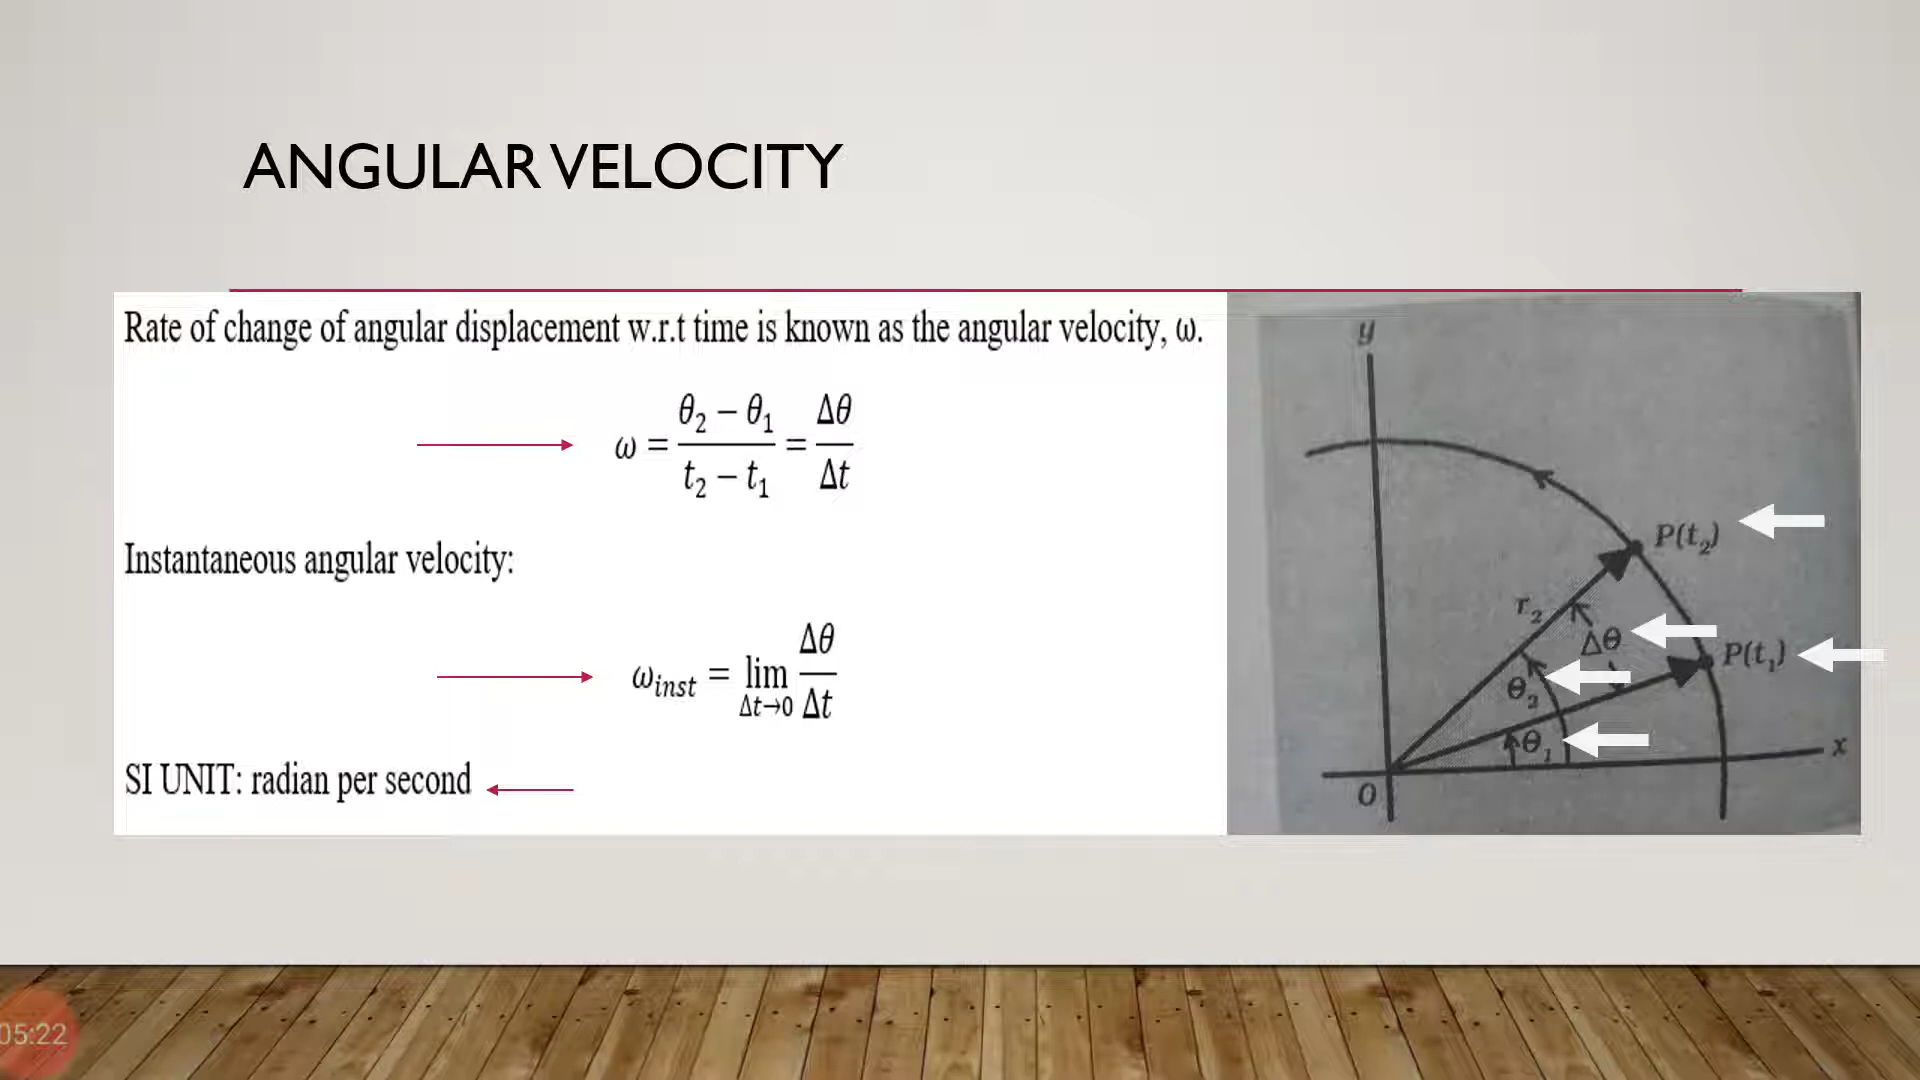 ANGULAR VELOCITY
Rate of change of angular displacement w.r.t time is known as the angular velocity, ω.
ω = (θ₂ − θ₁)/(t₂ − t₁) = Δθ/Δt
Instantaneous angular velocity:
ω_inst = lim_{Δt→0} Δθ/Δt
SI UNIT: radian per second
y
P(t₂)
r₂
Δθ
P(t₁)
θ₂
θ₁
x
O
05:22